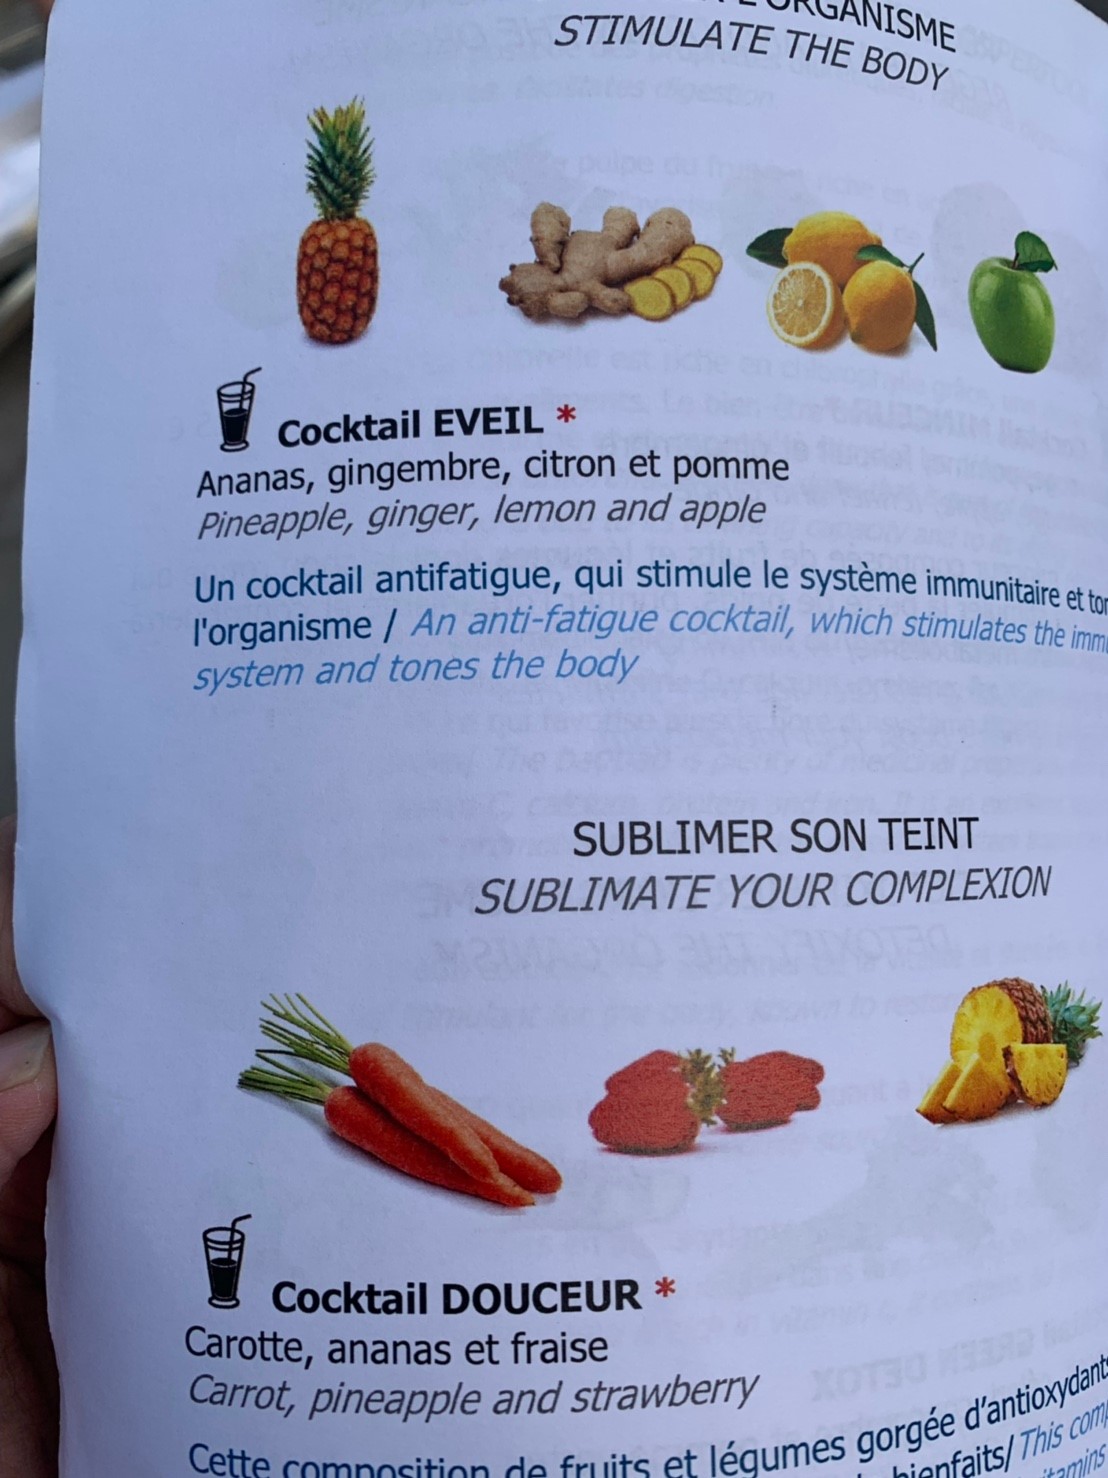 L'ORGANISME
STIMULATE THE BODY
Cocktail EVEIL *
Ananas, gingembre, citron et pomme
Pineapple, ginger, lemon and apple
Un cocktail antifatigue, qui stimule le système immunitaire et
l'organisme / An anti-fatigue cocktail, which stimulates the
system and tones the body
SUBLIMER SON TEINT
SUBLIMATE YOUR COMPLEXION
Cocktail DOUCEUR *
Carotte, ananas et fraise
Carrot, pineapple and strawberry
Cette composition de fruits et légumes gorgée d'antioxydants
bienfaits/ This